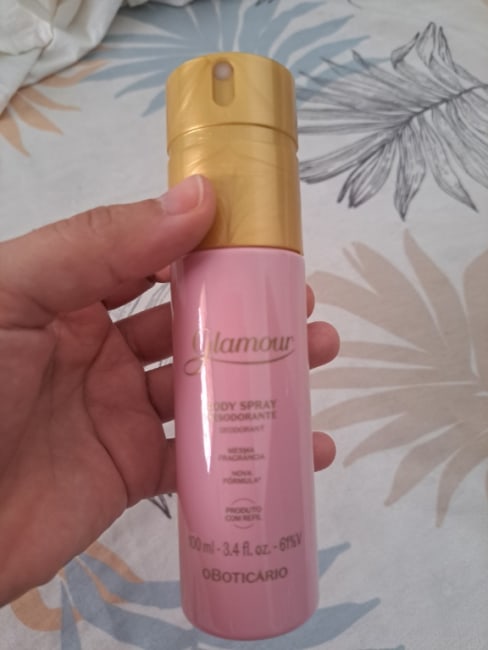 Glamour
BODY SPRAY
DESODORANTE
DEODORANT
MESMA
FRAGRÂNCIA
NOVA
FÓRMULA*
PRODUTO
COM REFIL
100 ml - 3.4 fl. oz. - 61%V
oBOTICÁRIO